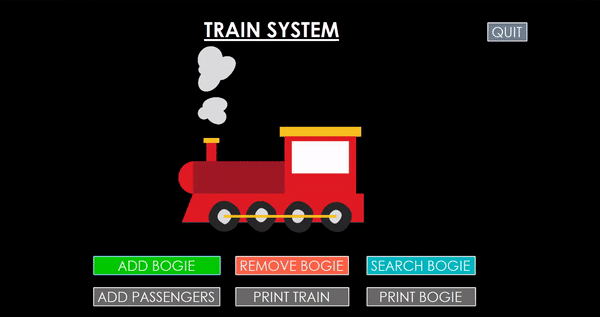 TRAIN SYSTEM
QUIT
ADD BOGIE
REMOVE BOGIE
SEARCH BOGIE
ADD PASSENGERS
PRINT TRAIN
PRINT BOGIE